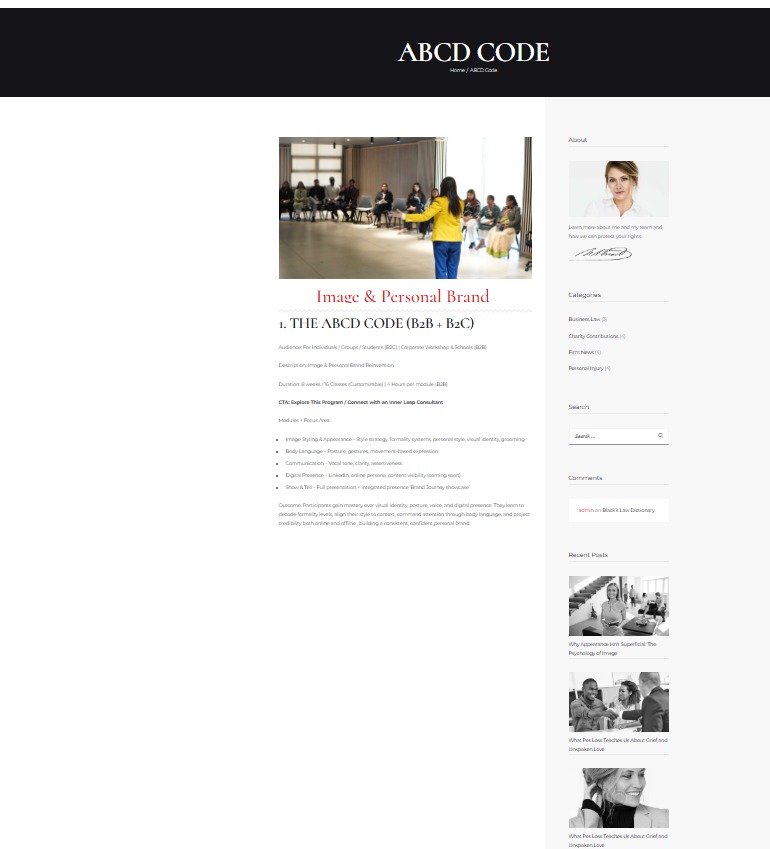 ABCD CODE
Home / ABCD Code
Image & Personal Brand
1. THE ABCD CODE (B2B + B2C)
Audience: For Individuals / Groups / Students (B2C) | Corporate Workshop & Schools (B2B)
Description: Image & Personal Brand Reinvention
Duration: 8 weeks / 16 Classes (Customizable) | 4 Hours per module (B2B)
CTA: Explore This Program / Connect with an Inner Leap Consultant
Modules + Focus Area
Image Styling & Appearance – Style strategy, formality systems, personal style, visual identity, grooming
Body Language – Posture, gestures, movement-based expression
Communication – Vocal tone, clarity, assertiveness
Digital Presence – LinkedIn, online persona, content visibility (coming soon)
Show & Tell – Full presentation + integrated presence 'Brand Journey showcase'
Outcome: Participants gain mastery over visual identity, posture, voice, and digital presence. They learn to
decode formality levels, align their style to context, command attention through body language, and project
credibility both online and offline , building a consistent, confident personal brand.
About
Learn more about me and my team and
how we can protect your rights
Categories
Business Law (3)
Charity Contributions (4)
Firm News (4)
Personal Injury (4)
Search
Search ...
Comments
admin on Black's Law Dictionary
Recent Posts
Why Appearance Isn't Superficial: The
Psychology of Image
What Pet Loss Teaches Us About Grief and
Unspoken Love
What Pet Loss Teaches Us About Grief and
Unspoken Love